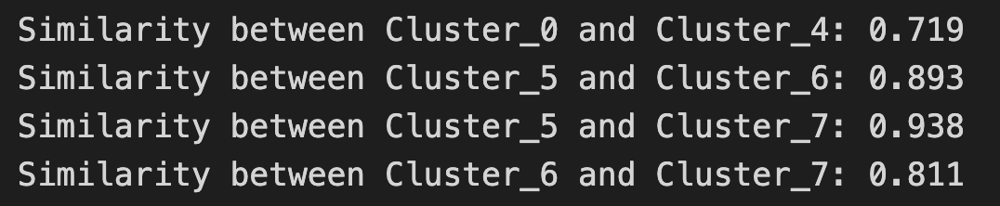 Similarity between Cluster_0 and Cluster_4: 0.719
Similarity between Cluster_5 and Cluster_6: 0.893
Similarity between Cluster_5 and Cluster_7: 0.938
Similarity between Cluster_6 and Cluster_7: 0.811